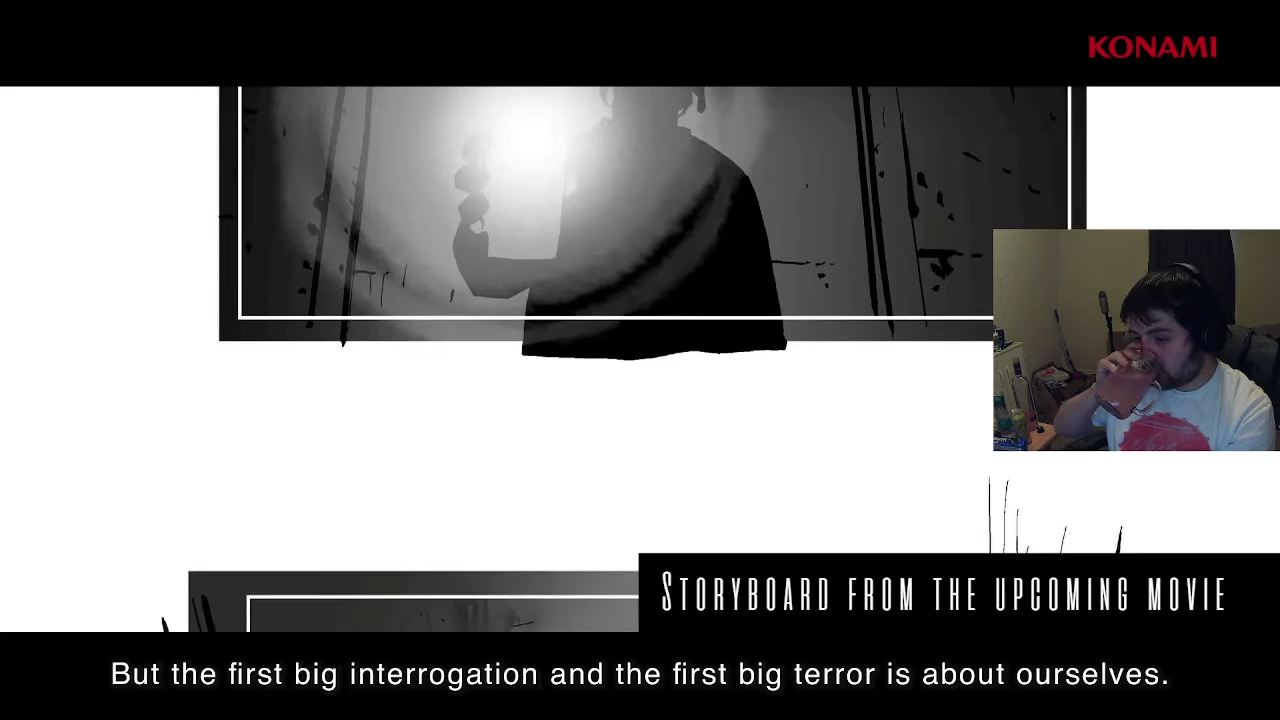 KONAMI
STORYBOARD FROM THE UPCOMING MOVIE
But the first big interrogation and the first big terror is about ourselves.